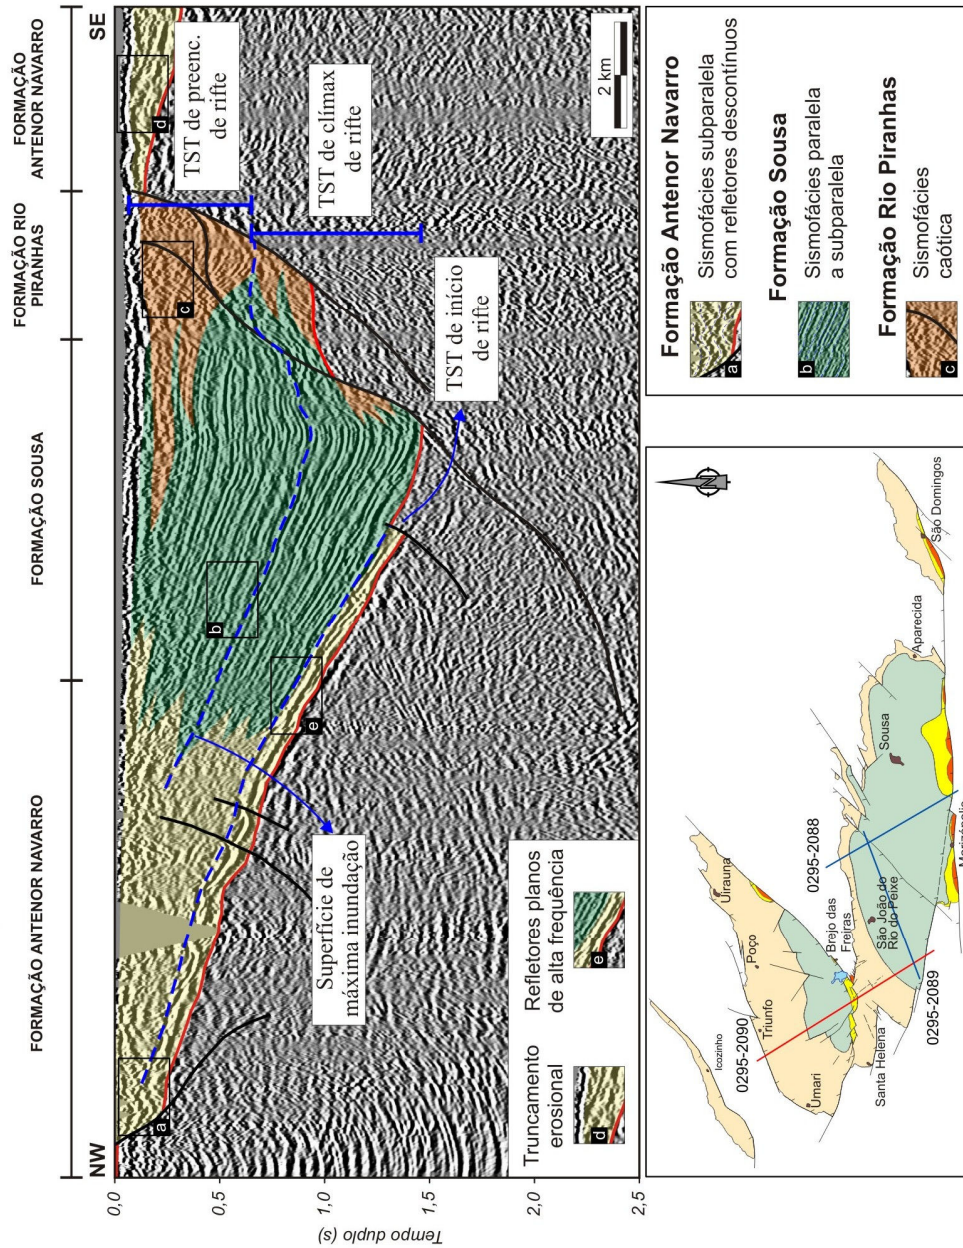 FORMAÇÃO ANTENOR NAVARRO
FORMAÇÃO SOUSA
FORMAÇÃO RIO
PIRANHAS
FORMAÇÃO
ANTENOR NAVARRO
NW
SE
0,0
0,5
1,0
1,5
2,0
2,5
Tempo duplo (s)
a
b
c
d
e
TST de preenc.
de rifte
TST de clímax
de rifte
TST de início
de rifte
Superfície de
máxima inundação
2 km
Truncamento
erosional
d
Refletores planos
de alta frequência
e
0295-2090
0295-2088
0295-2089
Icozinho
Triunfo
Poço
Uirauna
Umari
Santa Helena
Brejo das
Freiras
São João do
Rio do Peixe
Sousa
Aparecida
São Domingos
Marizópolis
N
Formação Antenor Navarro
Sismofácies subparalela
com refletores descontínuos
a
Formação Sousa
Sismofácies paralela
a subparalela
b
Formação Rio Piranhas
Sismofácies
caótica
c